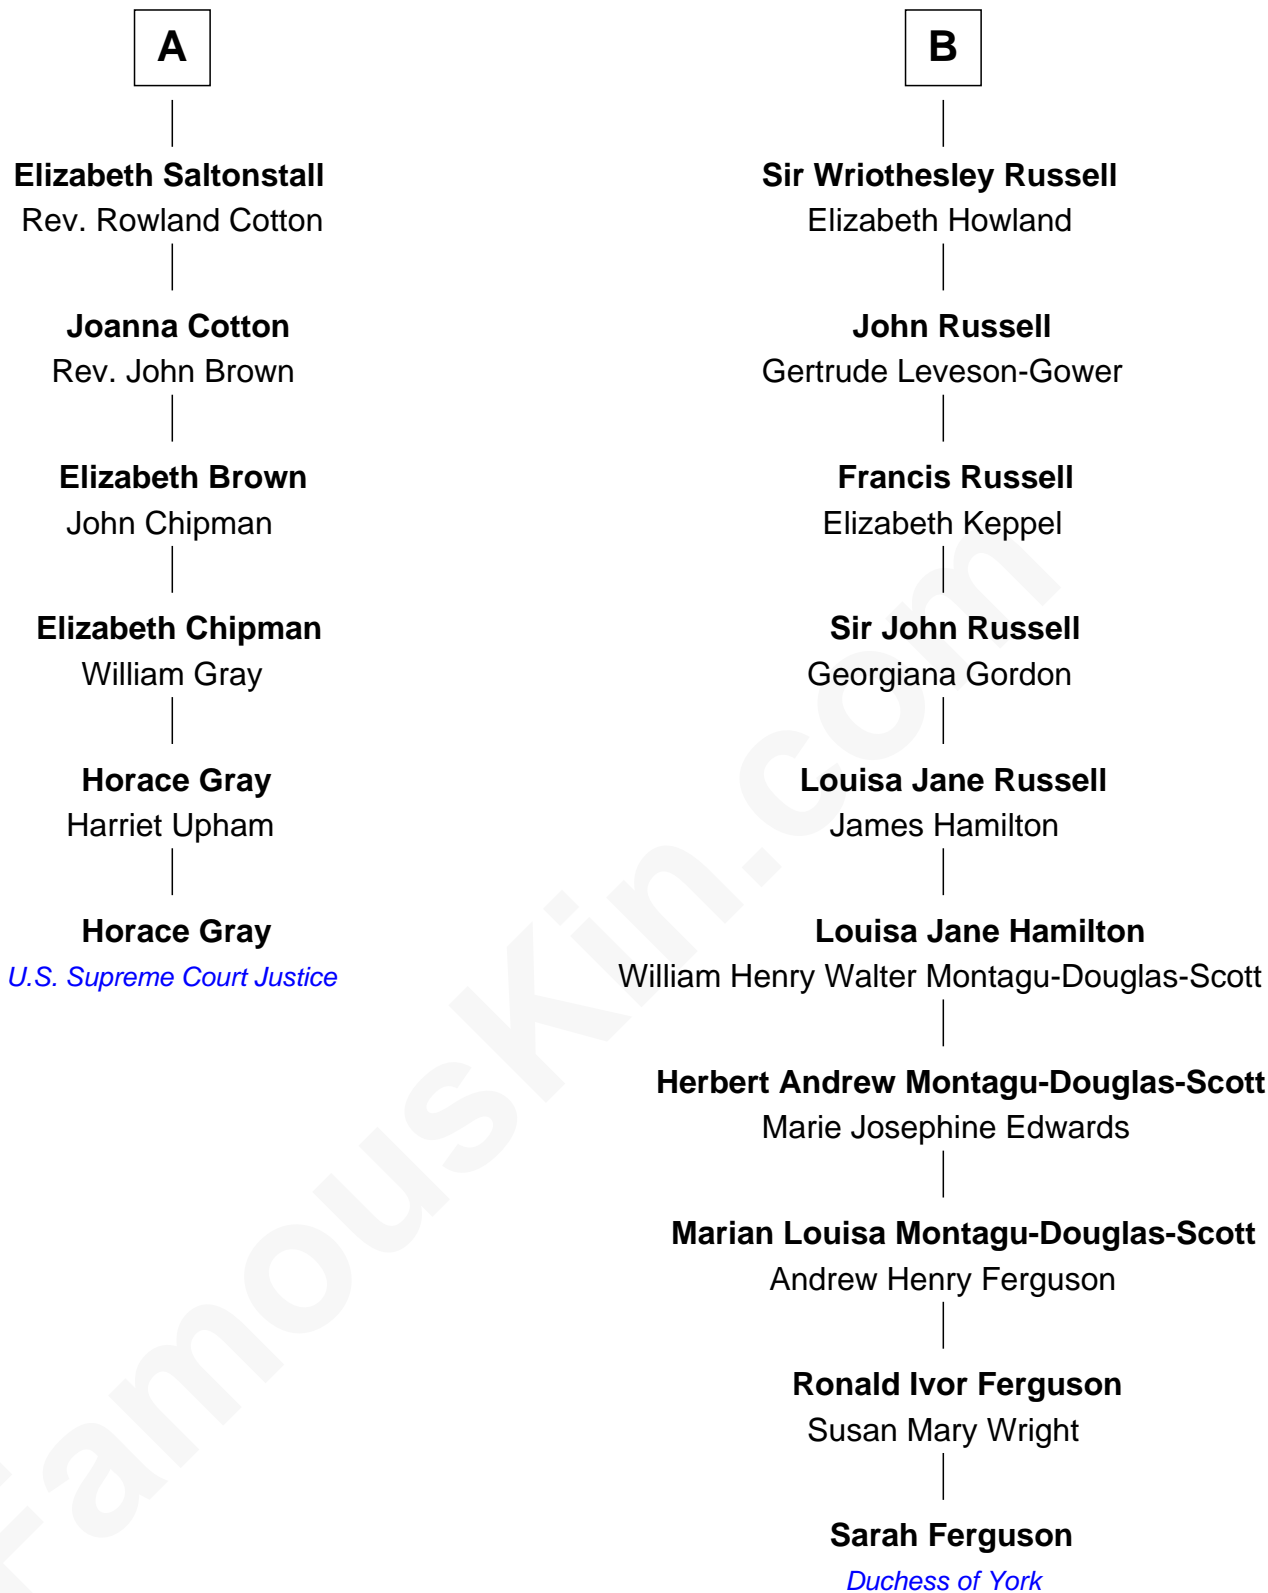 A
Elizabeth Saltonstall
Rev. Rowland Cotton
Joanna Cotton
Rev. John Brown
Elizabeth Brown
John Chipman
Elizabeth Chipman
William Gray
Horace Gray
Harriet Upham
Horace Gray
U.S. Supreme Court Justice
B
Sir Wriothesley Russell
Elizabeth Howland
John Russell
Gertrude Leveson-Gower
Francis Russell
Elizabeth Keppel
Sir John Russell
Georgiana Gordon
Louisa Jane Russell
James Hamilton
Louisa Jane Hamilton
William Henry Walter Montagu-Douglas-Scott
Herbert Andrew Montagu-Douglas-Scott
Marie Josephine Edwards
Marian Louisa Montagu-Douglas-Scott
Andrew Henry Ferguson
Ronald Ivor Ferguson
Susan Mary Wright
Sarah Ferguson
Duchess of York
FamousKin.com